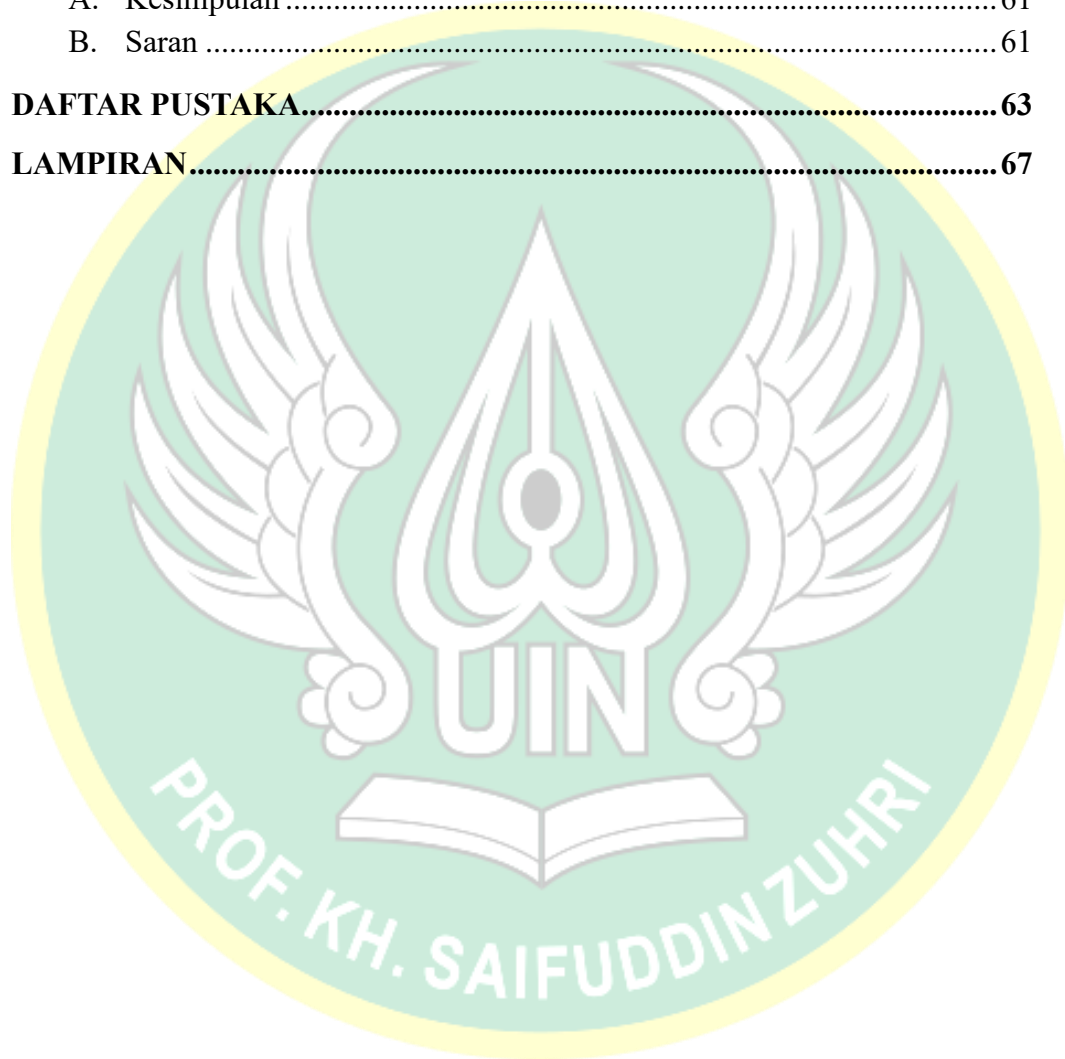 A. Kesimpulan ........................................................................................ 61
B. Saran .................................................................................................. 61
DAFTAR PUSTAKA...................................................................................... 63
LAMPIRAN.................................................................................................... 67
UIN
PROF. KH. SAIFUDDIN ZUHRI